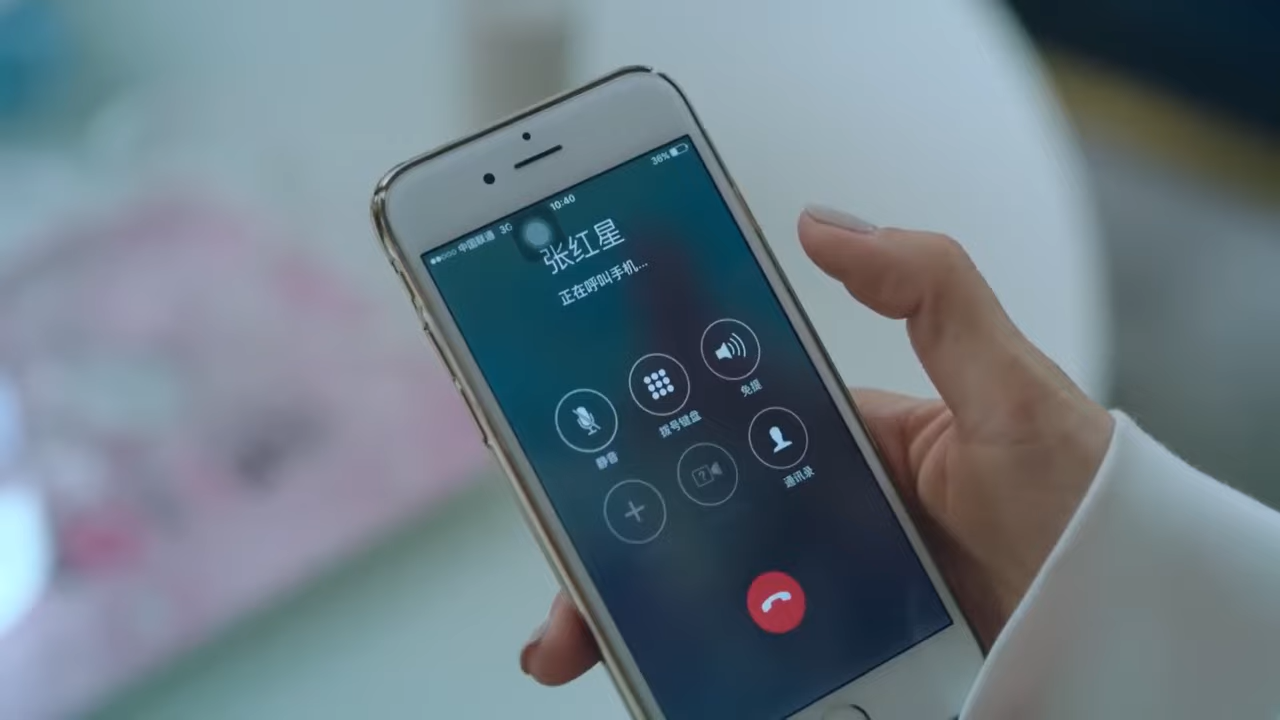 中国联通 3G 10:40 36%
张红星
正在呼叫手机...
静音 拨号键盘 免提
通讯录